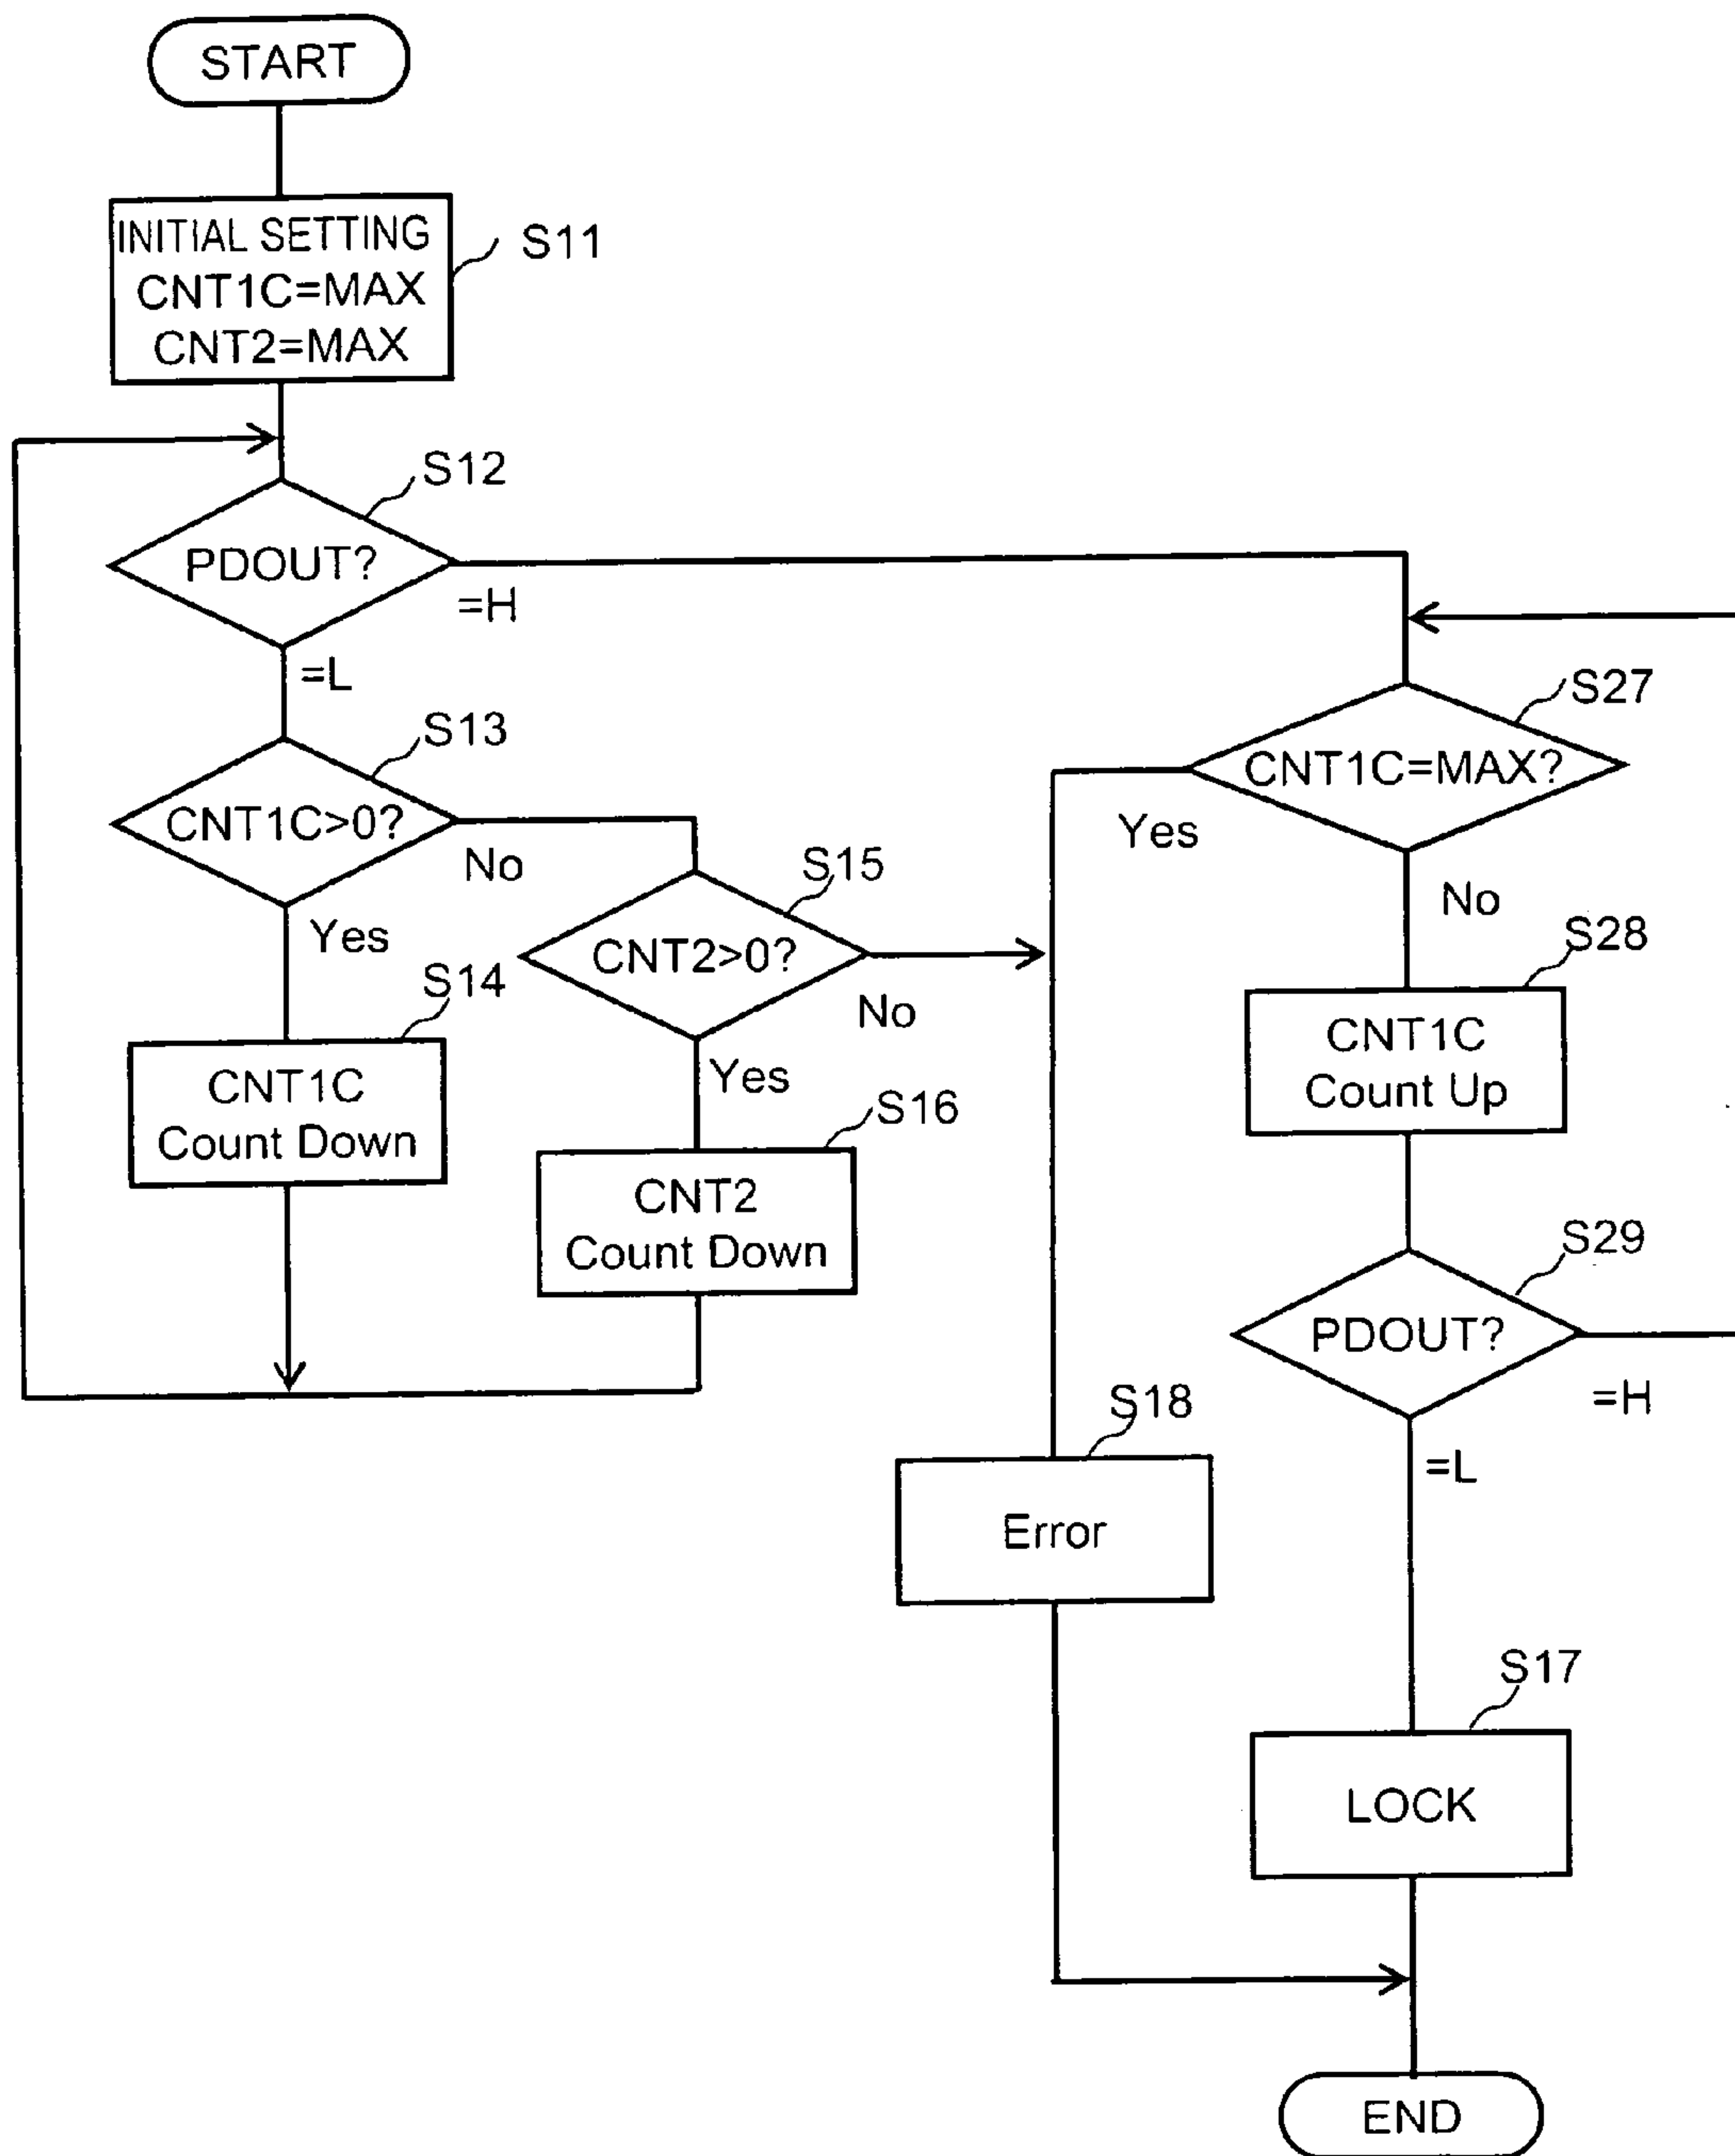 START
INITIAL SETTING
CNT1C=MAX
CNT2=MAX
S11
S12
PDOUT?
=H
=L
S13
CNT1C>0?
No
Yes
S14
CNT1C
Count Down
S15
CNT2>0?
No
Yes
S16
CNT2
Count Down
S27
CNT1C=MAX?
Yes
No
S28
CNT1C
Count Up
S29
PDOUT?
=H
=L
S18
Error
S17
LOCK
END